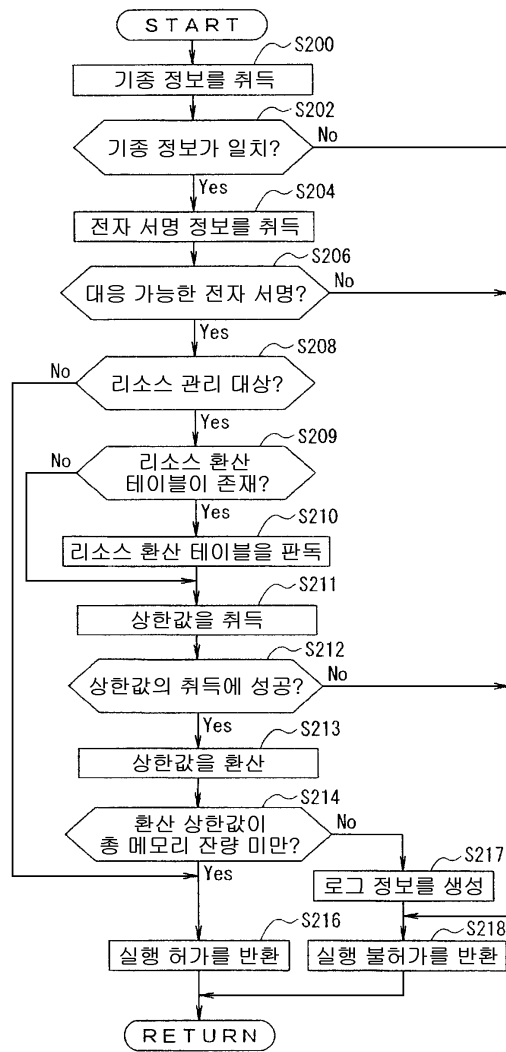 START
S200
기종 정보를 취득
S202
기종 정보가 일치?
No
Yes
S204
전자 서명 정보를 취득
S206
대응 가능한 전자 서명?
No
Yes
S208
No
리소스 관리 대상?
Yes
S209
No
리소스 환산
테이블이 존재?
Yes
S210
리소스 환산 테이블을 판독
S211
상한값을 취득
S212
상한값의 취득에 성공?
No
Yes
S213
상한값을 환산
S214
환산 상한값이
총 메모리 잔량 미만?
No
Yes
S217
로그 정보를 생성
S216
실행 허가를 반환
S218
실행 불허가를 반환
RETURN